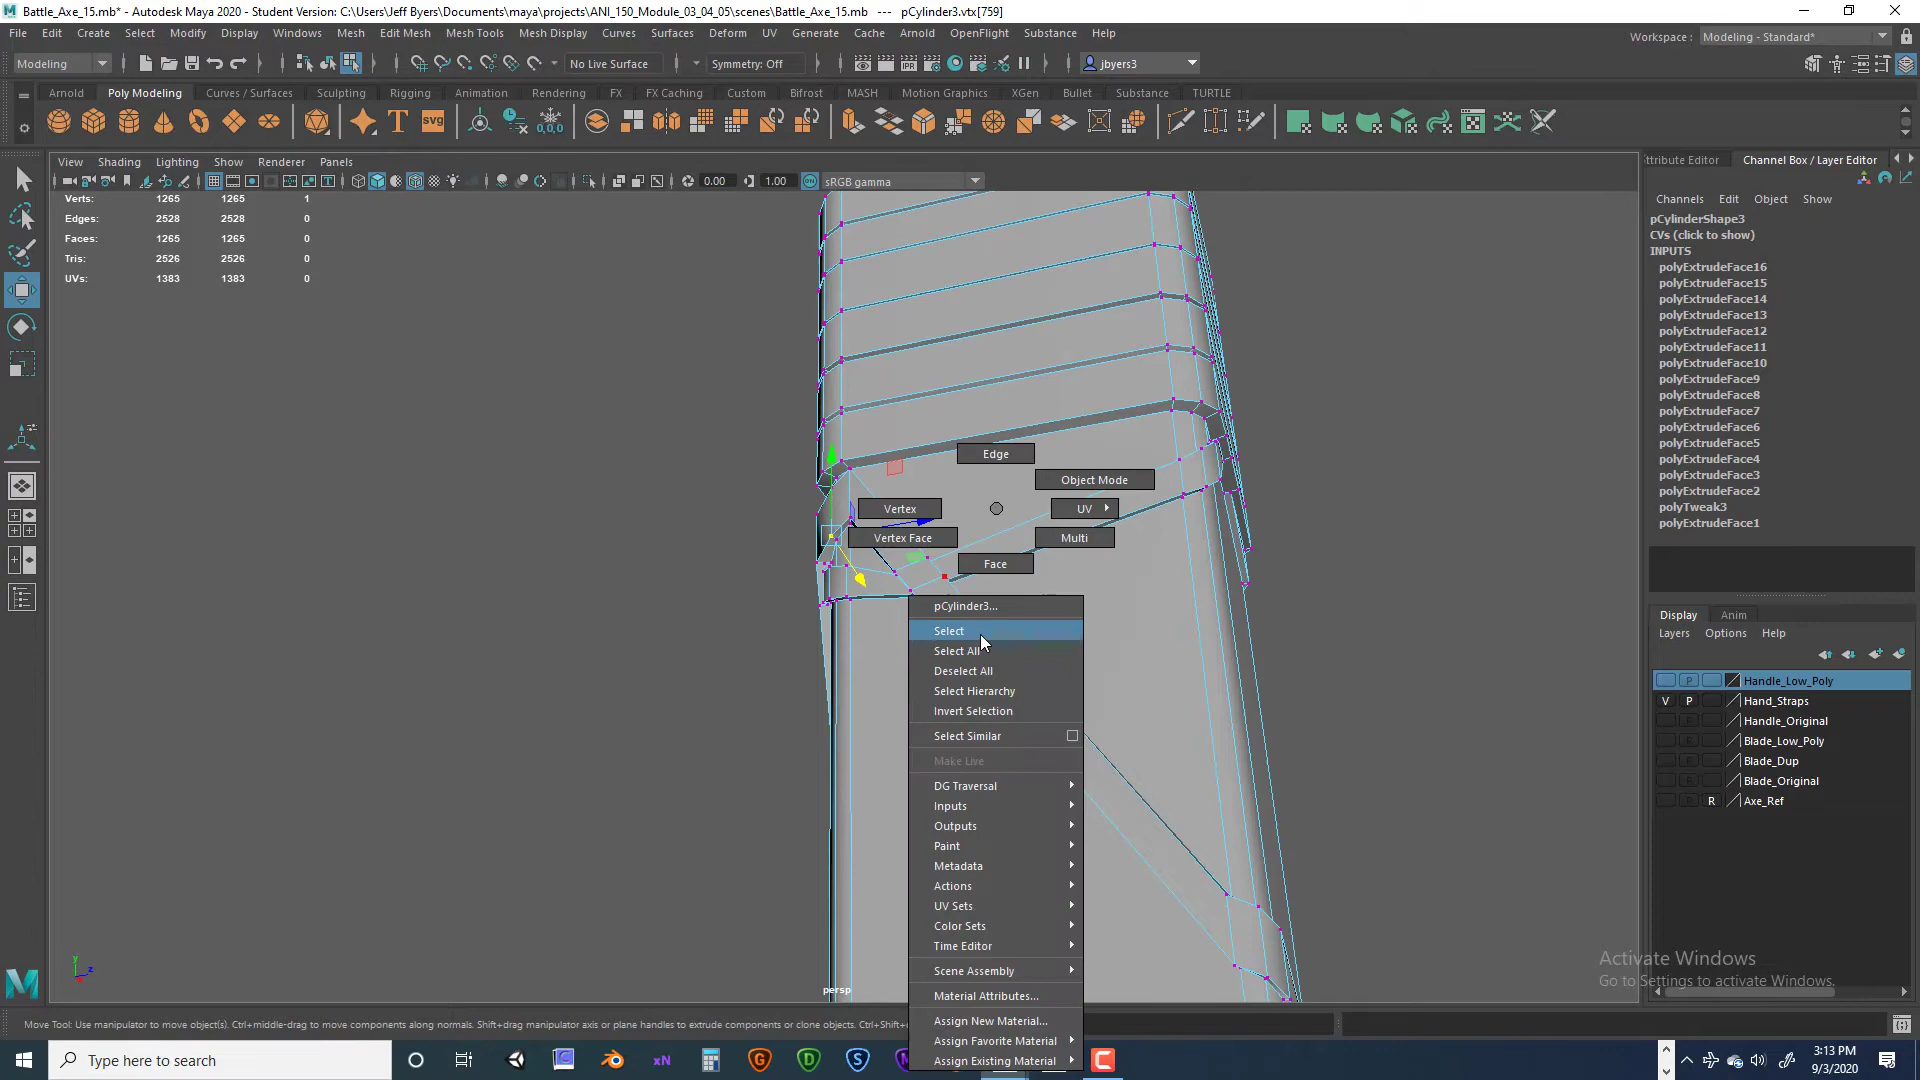 Battle_Axe_15.mb* - Autodesk Maya 2020 - Student Version: C:\Users\Jeff Byers\Documents\maya\projects\ANI_150_Module_03_04_05\scenes\Battle_Axe_15.mb --- pCylinder3.vtx[759]
File Edit Create Select Modify Display Windows Mesh Edit Mesh Mesh Tools Mesh Display Curves Surfaces Deform UV Generate Cache Arnold OpenFlight Substance Help
Workspace : Modeling - Standard*
Modeling No Live Surface Symmetry: Off jbyers3
Arnold Poly Modeling Curves / Surfaces Sculpting Rigging Animation Rendering FX FX Caching Custom Bifrost MASH Motion Graphics XGen Bullet Substance TURTLE
View Shading Lighting Show Renderer Panels
0.00 1.00 sRGB gamma
Verts: 1265 1265 1
Edges: 2528 2528 0
Faces: 1265 1265 0
Tris: 2526 2526 0
UVs: 1383 1383 0
Edge
Object Mode
Vertex
UV
Vertex Face
Multi
Face
pCylinder3...
Select
Select All
Deselect All
Select Hierarchy
Invert Selection
Select Similar
Make Live
DG Traversal
Inputs
Outputs
Paint
Metadata
Actions
UV Sets
Color Sets
Time Editor
Scene Assembly
Material Attributes...
Assign New Material...
Assign Favorite Material
Assign Existing Material
persp
ttribute Editor Channel Box / Layer Editor
Channels Edit Object Show
pCylinderShape3
CVs (click to show)
INPUTS
polyExtrudeFace16
polyExtrudeFace15
polyExtrudeFace14
polyExtrudeFace13
polyExtrudeFace12
polyExtrudeFace11
polyExtrudeFace10
polyExtrudeFace9
polyExtrudeFace8
polyExtrudeFace7
polyExtrudeFace6
polyExtrudeFace5
polyExtrudeFace4
polyExtrudeFace3
polyExtrudeFace2
polyTweak3
polyExtrudeFace1
Display Anim
Layers Options Help
P Handle_Low_Poly
V P Hand_Straps
Handle_Original
Blade_Low_Poly
Blade_Dup
Blade_Original
R Axe_Ref
Activate Windows
Go to Settings to activate Windows.
Move Tool: Use manipulator to move object(s). Ctrl+middle-drag to move components along normals. Shift+drag manipulator axis or plane handles to extrude components or clone objects. Ctrl+Shift+
Type here to search
3:13 PM
9/3/2020